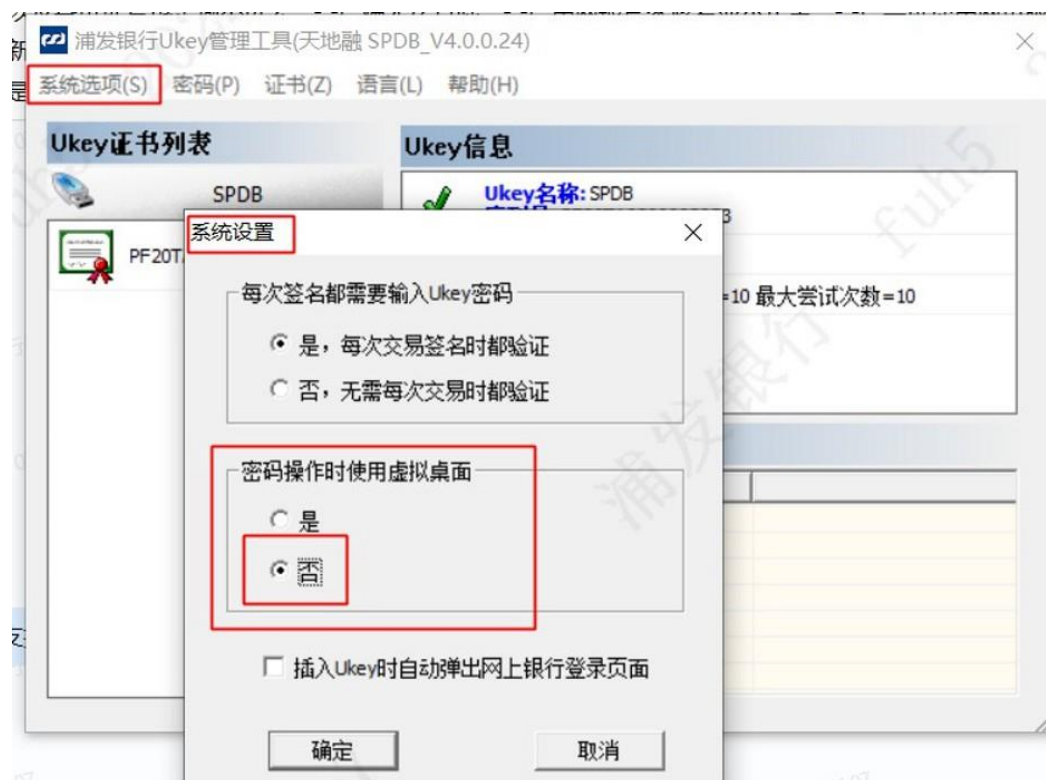 浦发银行Ukey管理工具(天地融 SPDB_V4.0.0.24)
系统选项(S) 密码(P) 证书(Z) 语言(L) 帮助(H)
Ukey证书列表
Ukey信息
SPDB
Ukey名称: SPDB
PF20T
=10 最大尝试次数=10
系统设置
每次签名都需要输入Ukey密码
是，每次交易签名时都验证
否，无需每次交易时都验证
密码操作时使用虚拟桌面
是
否
插入Ukey时自动弹出网上银行登录页面
确定
取消
浦发银行
fuh5